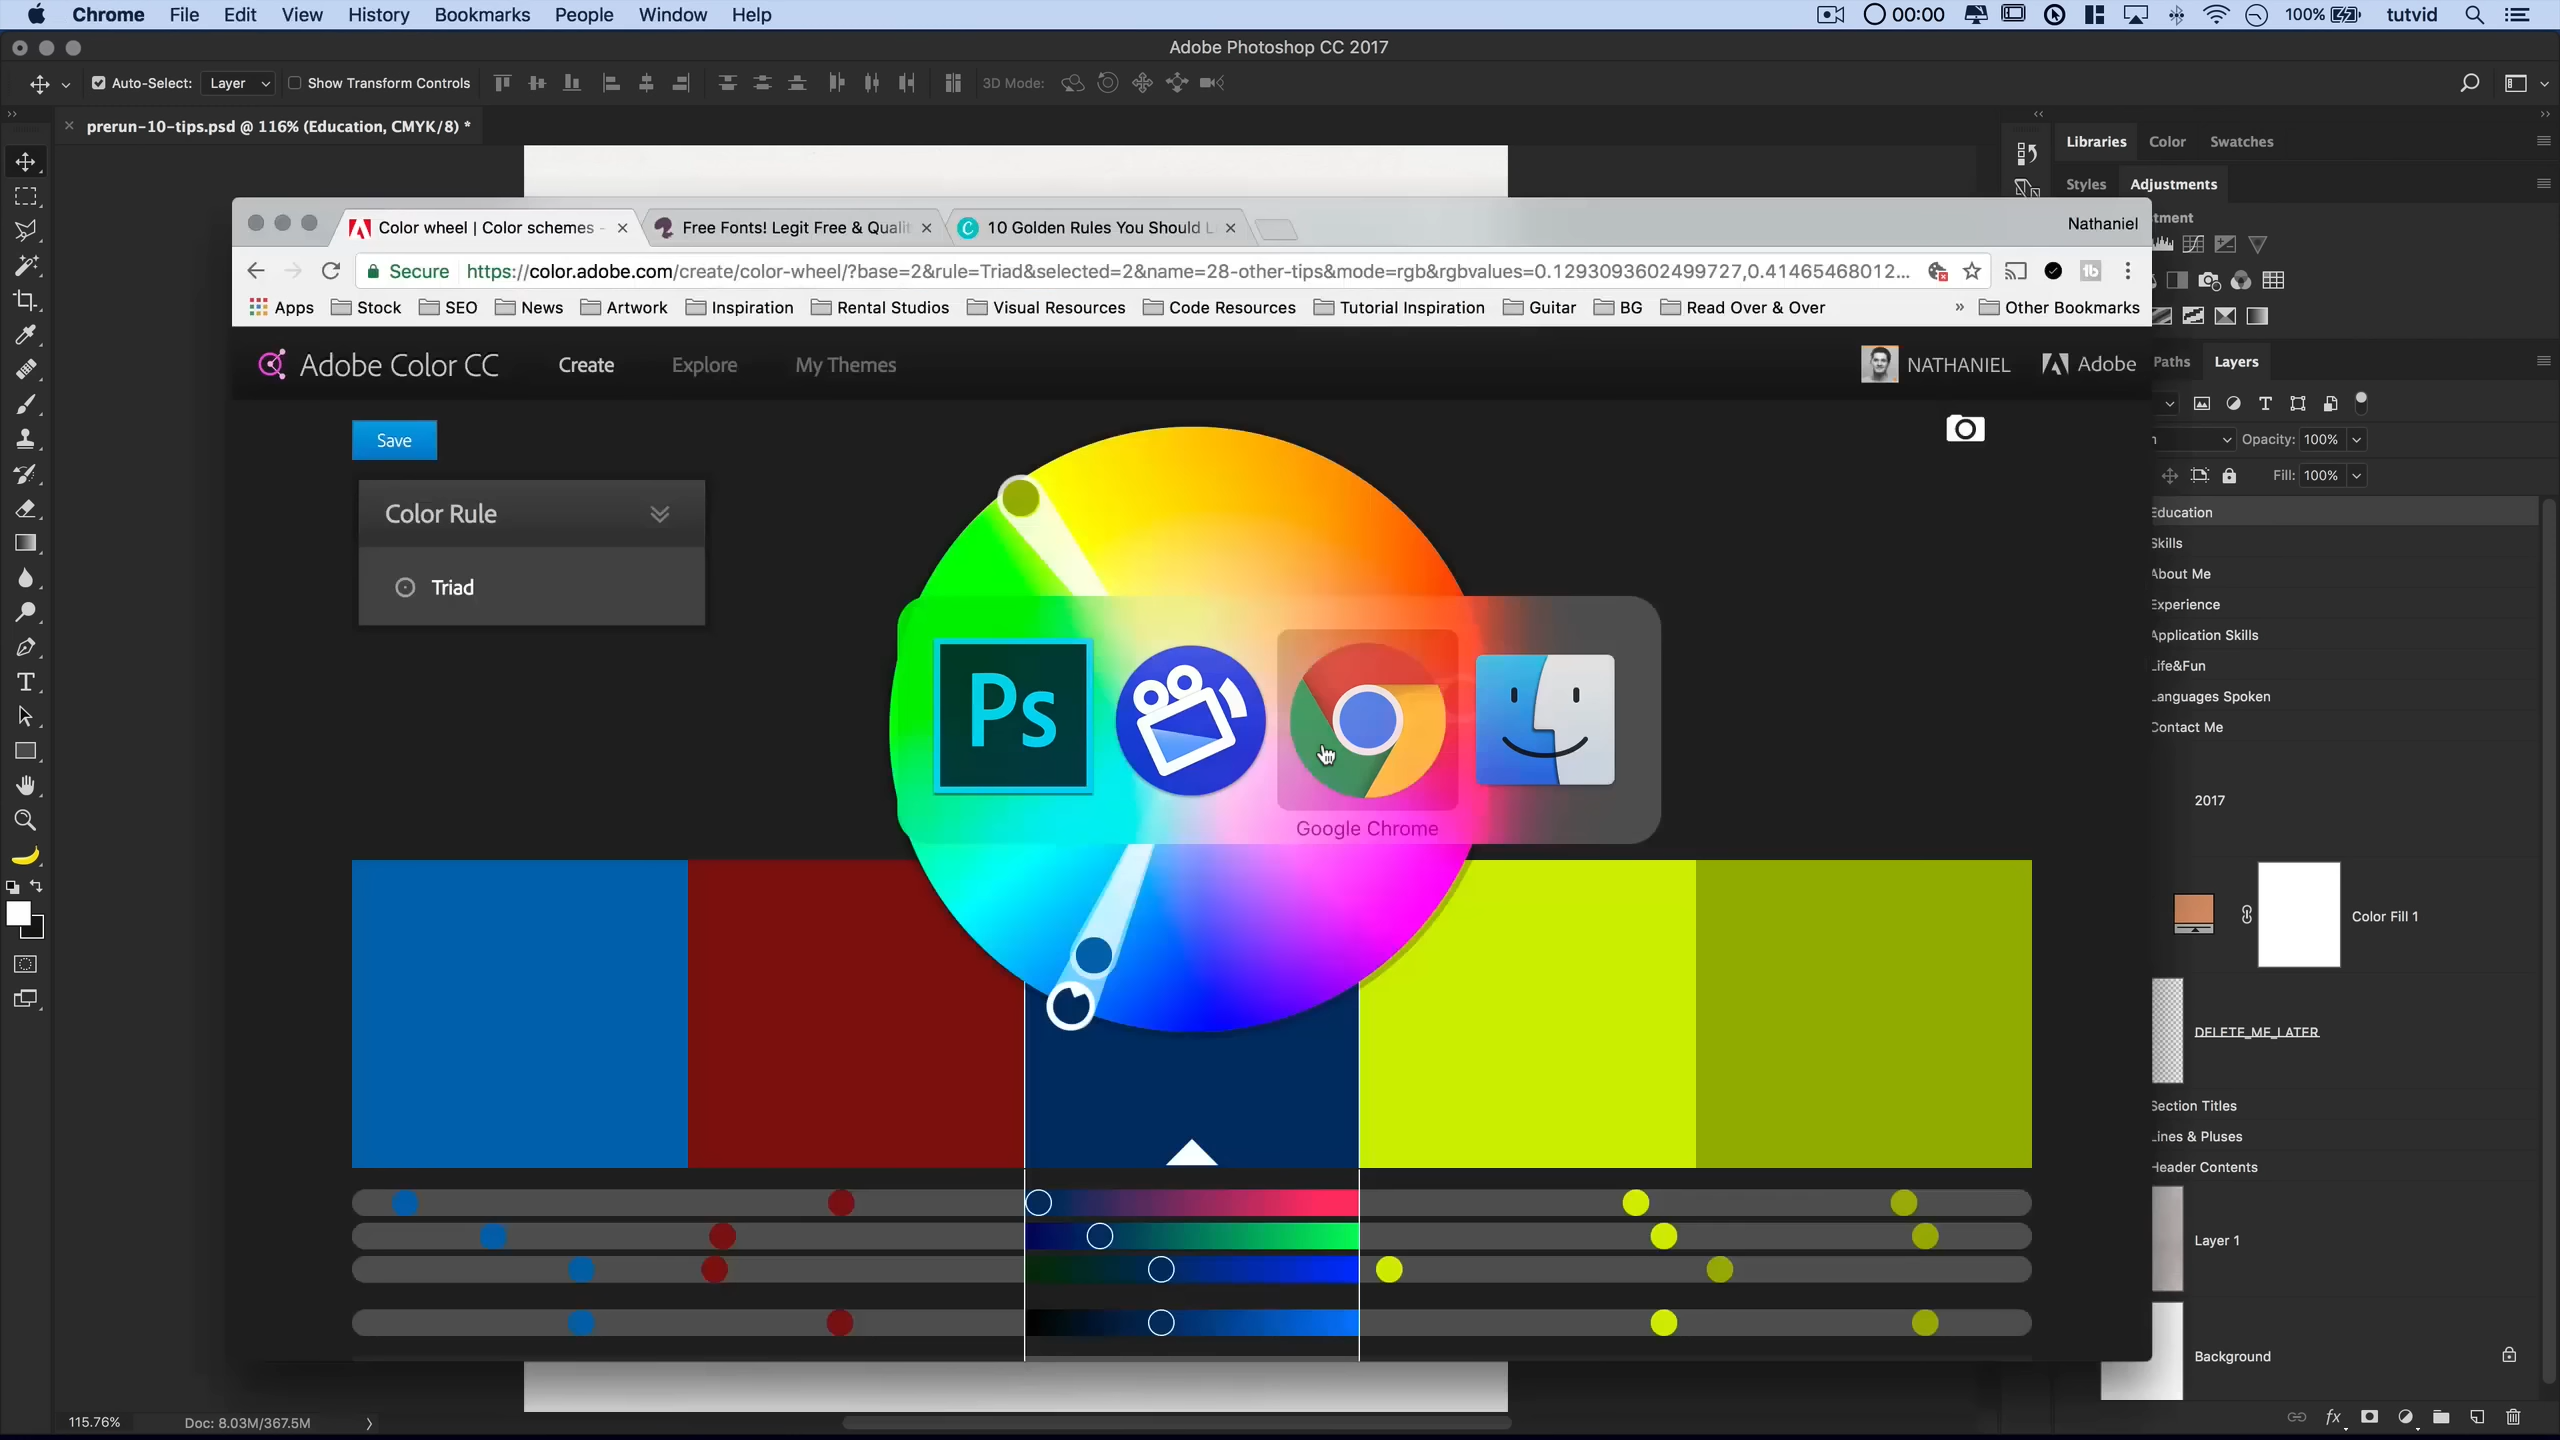 Chrome File Edit View History Bookmarks People Window Help 00:00 100% tutvid
Adobe Photoshop CC 2017
Auto-Select: Layer Show Transform Controls 3D Mode:
prerun-10-tips.psd @ 116% (Education, CMYK/8) *
Libraries Color Swatches
Styles Adjustments
tment
Color wheel | Color schemes - Free Fonts! Legit Free & Quali 10 Golden Rules You Should L Nathaniel
Secure https://color.adobe.com/create/color-wheel/?base=2&rule=Triad&selected=2&name=28-other-tips&mode=rgb&rgbvalues=0.1293093602499727,0.41465468012...
Apps Stock SEO News Artwork Inspiration Rental Studios Visual Resources Code Resources Tutorial Inspiration Guitar BG Read Over & Over » Other Bookmarks
Adobe Color CC Create Explore My Themes NATHANIEL Adobe
Paths Layers
Save
Opacity: 100%
Fill: 100%
Color Rule
Triad
Education
Skills
About Me
Experience
Application Skills
Life&Fun
Languages Spoken
Contact Me
2017
Ps
Google Chrome
Color Fill 1
DELETE_ME_LATER
Section Titles
Lines & Pluses
Header Contents
Layer 1
Background
115.76% Doc: 8.03M/367.5M
fx